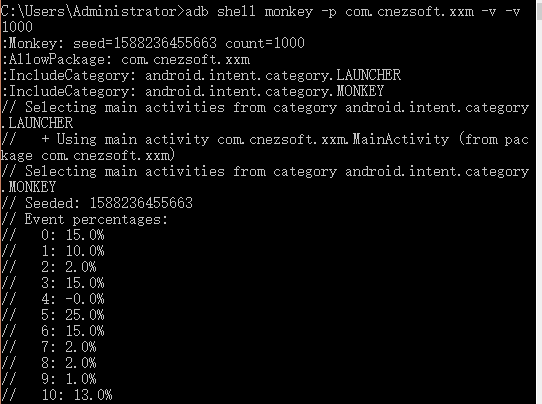 C:\Users\Administrator>adb shell monkey -p com.cnezsoft.xxm -v -v
1000
:Monkey: seed=1588236455663 count=1000
:AllowPackage: com.cnezsoft.xxm
:IncludeCategory: android.intent.category.LAUNCHER
:IncludeCategory: android.intent.category.MONKEY
// Selecting main activities from category android.intent.category
.LAUNCHER
//   + Using main activity com.cnezsoft.xxm.MainActivity (from pac
kage com.cnezsoft.xxm)
// Selecting main activities from category android.intent.category
.MONKEY
// Seeded: 1588236455663
// Event percentages:
//   0: 15.0%
//   1: 10.0%
//   2: 2.0%
//   3: 15.0%
//   4: -0.0%
//   5: 25.0%
//   6: 15.0%
//   7: 2.0%
//   8: 2.0%
//   9: 1.0%
//   10: 13.0%